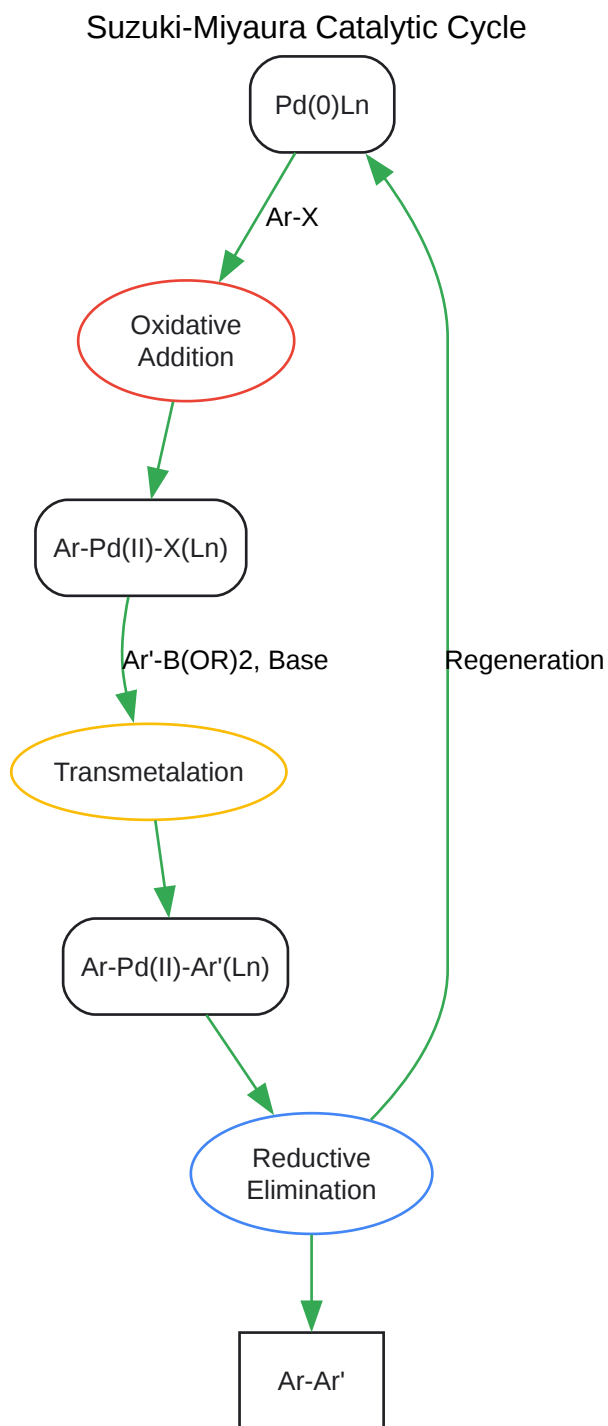 Suzuki-Miyaura Catalytic Cycle
Pd(0)Ln
Ar-X
Oxidative
Addition
Ar-Pd(II)-X(Ln)
Ar'-B(OR)2, Base
Regeneration
Transmetalation
Ar-Pd(II)-Ar'(Ln)
Reductive
Elimination
Ar-Ar'